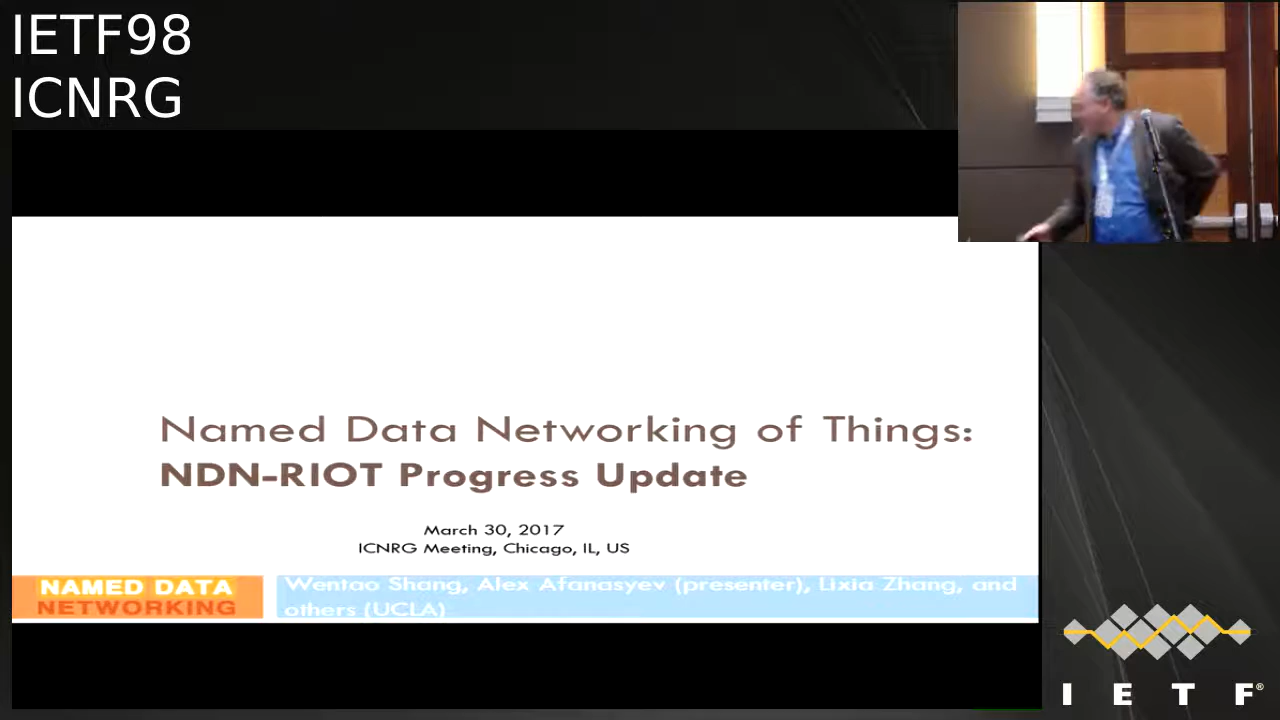 IETF98
ICNRG
Named Data Networking of Things:
NDN-RIOT Progress Update
March 30, 2017
ICNRG Meeting, Chicago, IL, US
NAMED DATA
NETWORKING
Wentao Shang, Alex Afanasyev (presenter), Lixia Zhang, and
others (UCLA)
I E T F®